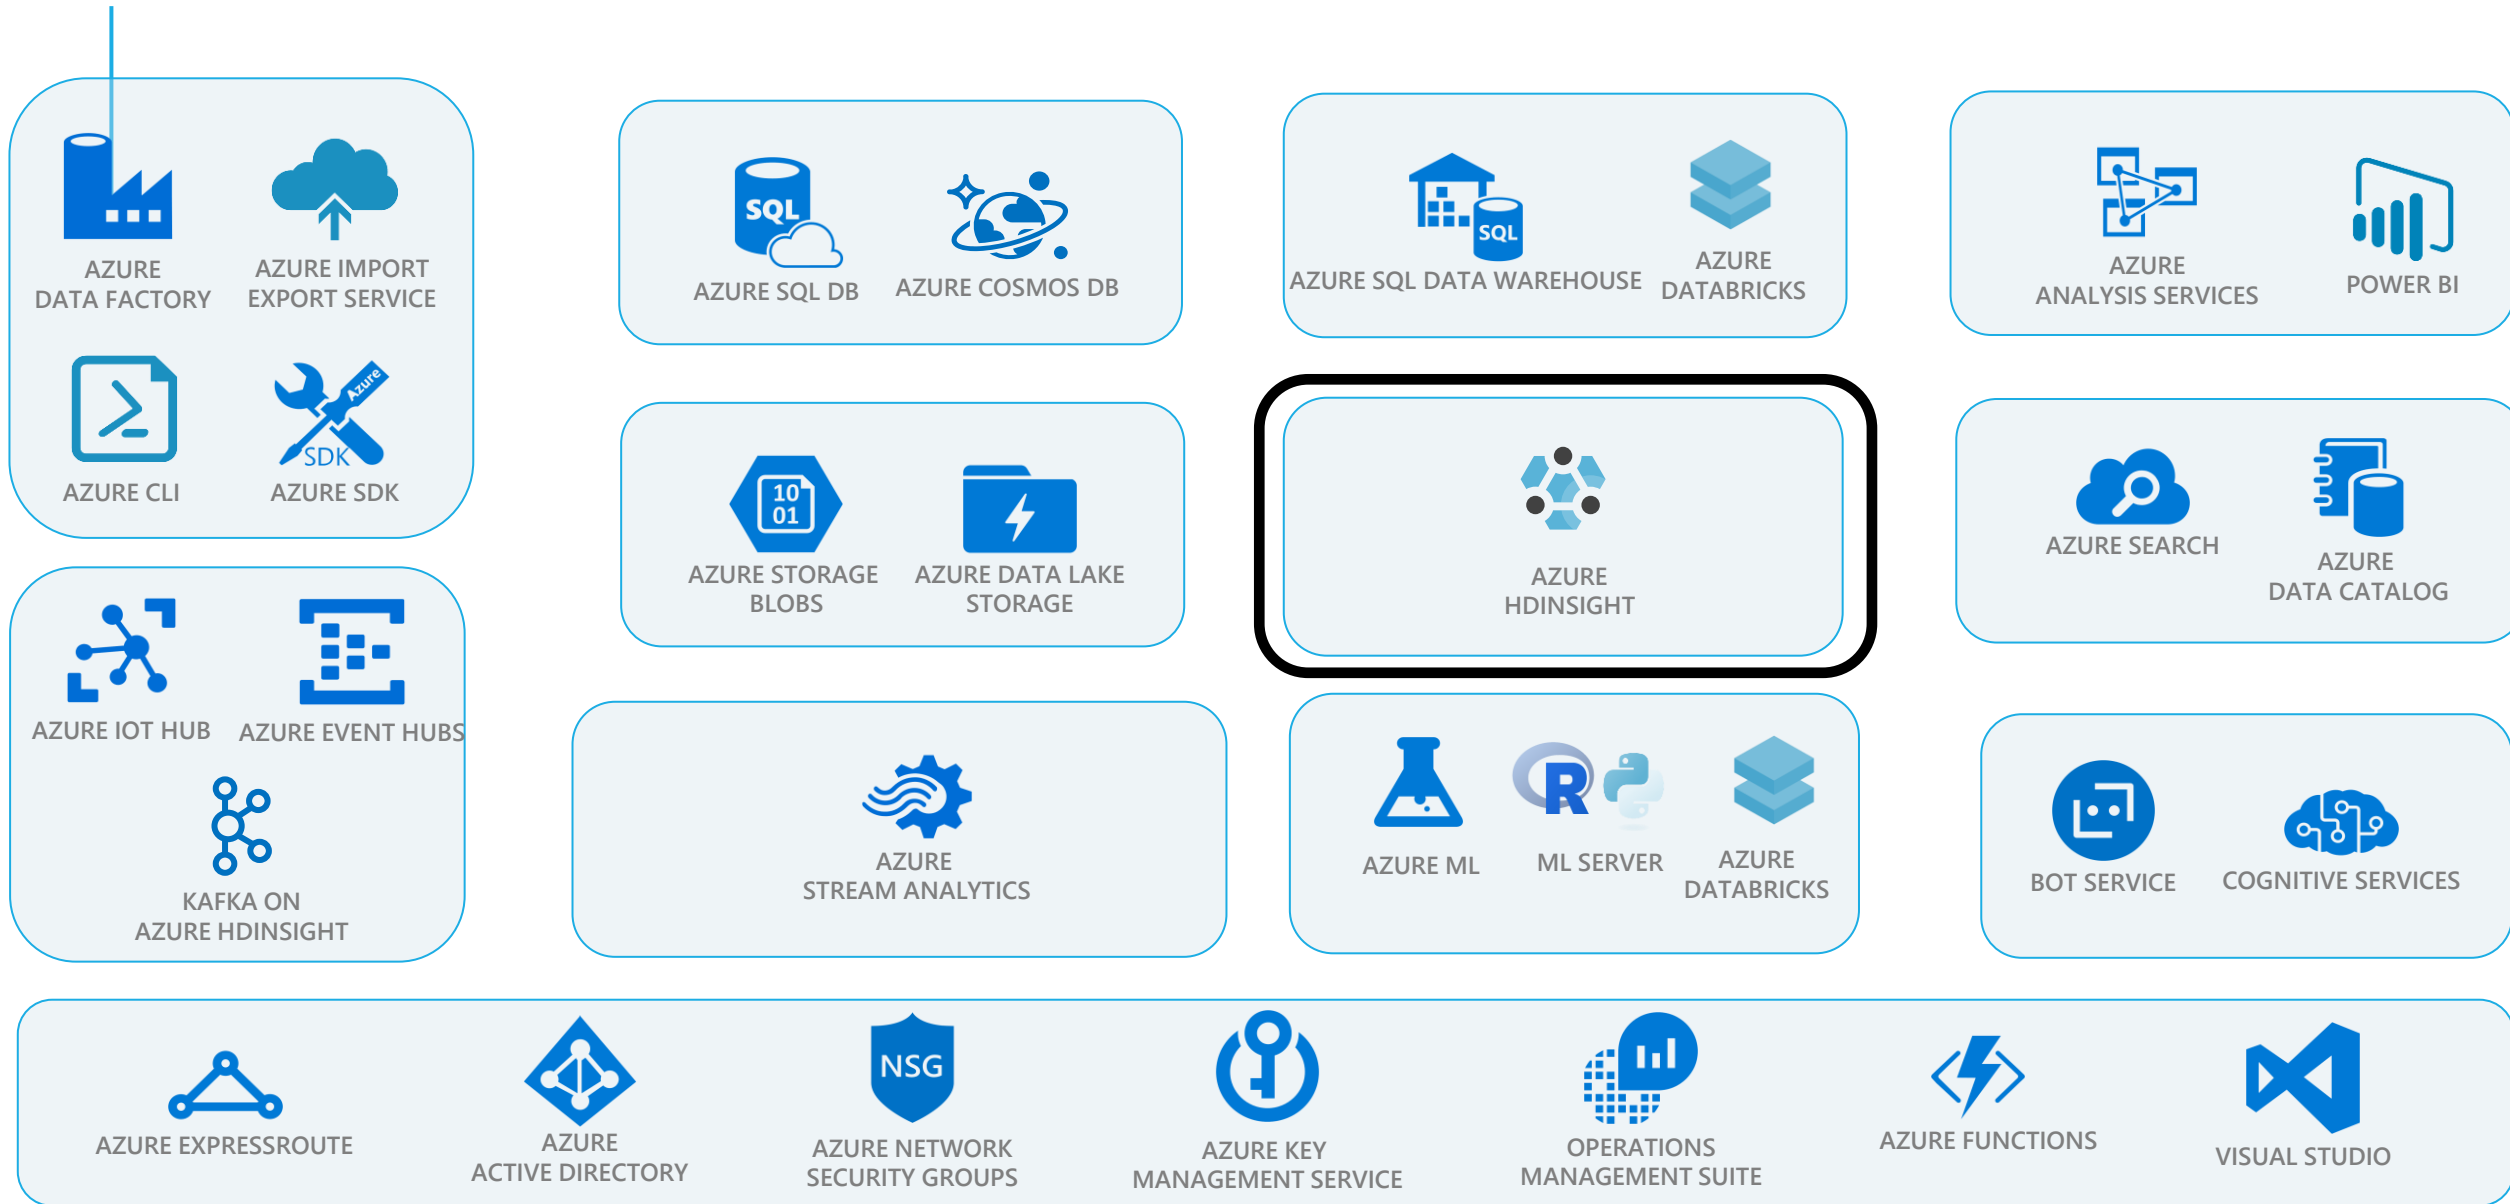 AZURE
DATA FACTORY
AZURE IMPORT
EXPORT SERVICE
AZURE CLI
Azure
SDK
AZURE SDK
SQL
AZURE SQL DB
AZURE COSMOS DB
SQL
AZURE SQL DATA WAREHOUSE
AZURE
DATABRICKS
AZURE
ANALYSIS SERVICES
POWER BI
10
01
AZURE STORAGE
BLOBS
AZURE DATA LAKE
STORAGE
AZURE
HDINSIGHT
AZURE SEARCH
AZURE
DATA CATALOG
AZURE IOT HUB
AZURE EVENT HUBS
KAFKA ON
AZURE HDINSIGHT
AZURE
STREAM ANALYTICS
AZURE ML
R
ML SERVER
AZURE
DATABRICKS
BOT SERVICE
COGNITIVE SERVICES
AZURE EXPRESSROUTE
AZURE
ACTIVE DIRECTORY
NSG
AZURE NETWORK
SECURITY GROUPS
AZURE KEY
MANAGEMENT SERVICE
OPERATIONS
MANAGEMENT SUITE
AZURE FUNCTIONS
VISUAL STUDIO